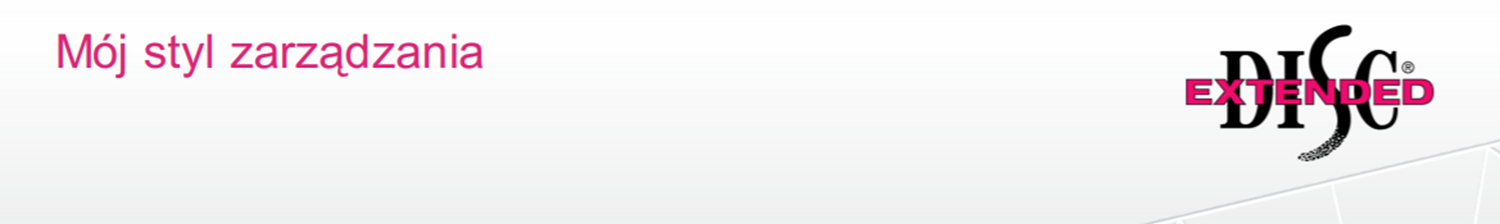 Mój styl zarządzania
DISC®
EXTENDED